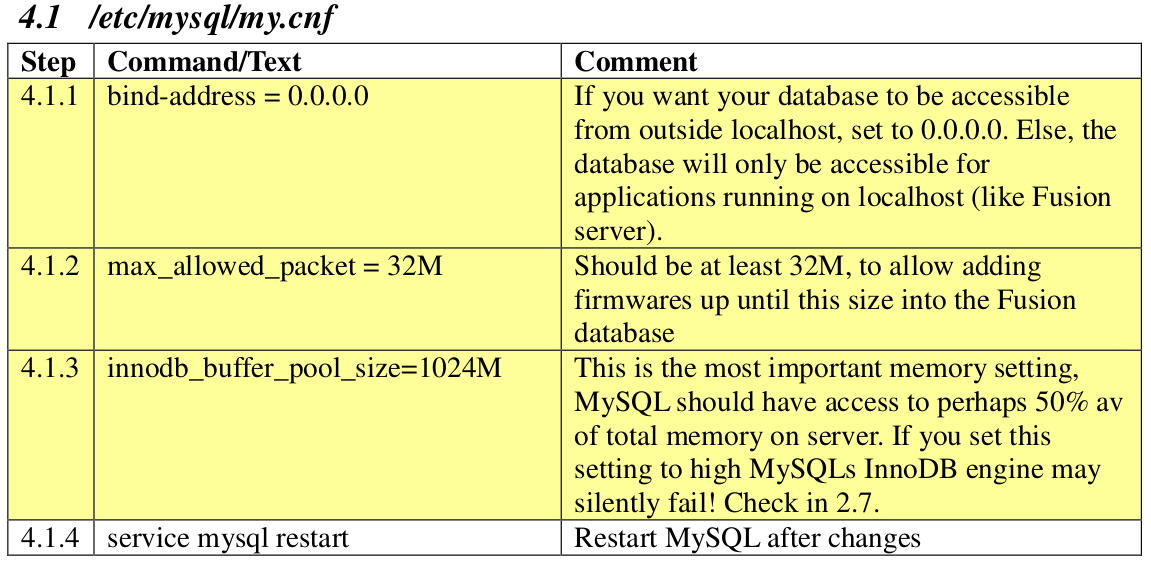 4.1 /etc/mysql/my.cnf
Step Command/Text Comment
4.1.1 bind-address = 0.0.0.0 If you want your database to be accessible
from outside localhost, set to 0.0.0.0. Else, the
database will only be accessible for
applications running on localhost (like Fusion
server).
4.1.2 max_allowed_packet = 32M Should be at least 32M, to allow adding
firmwares up until this size into the Fusion
database
4.1.3 innodb_buffer_pool_size=1024M This is the most important memory setting,
MySQL should have access to perhaps 50% av
of total memory on server. If you set this
setting to high MySQLs InnoDB engine may
silently fail! Check in 2.7.
4.1.4 service mysql restart Restart MySQL after changes